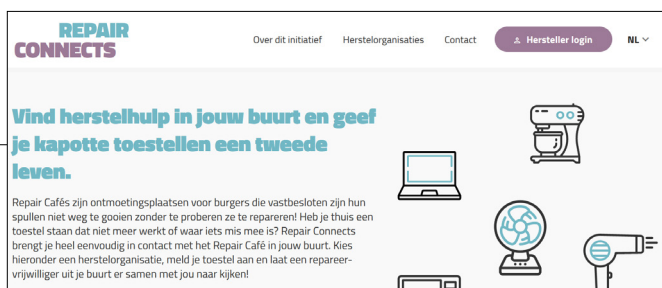 REPAIR
CONNECTS
Over dit initiatief Herstelorganisaties Contact Hersteller login NL
Vind herstelhulp in jouw buurt en geef
je kapotte toestellen een tweede
leven.
Repair Cafés zijn ontmoetingsplaatsen voor burgers die vastbesloten zijn hun
spullen niet weg te gooien zonder te proberen ze te repareren! Heb je thuis een
toestel staan dat niet meer werkt of waar iets mis mee is? Repair Connects
brengt je heel eenvoudig in contact met het Repair Café in jouw buurt. Kies
hieronder een herstelorganisatie, meld je toestel aan en laat een repareer-
vrijwilliger uit je buurt er samen met jou naar kijken!